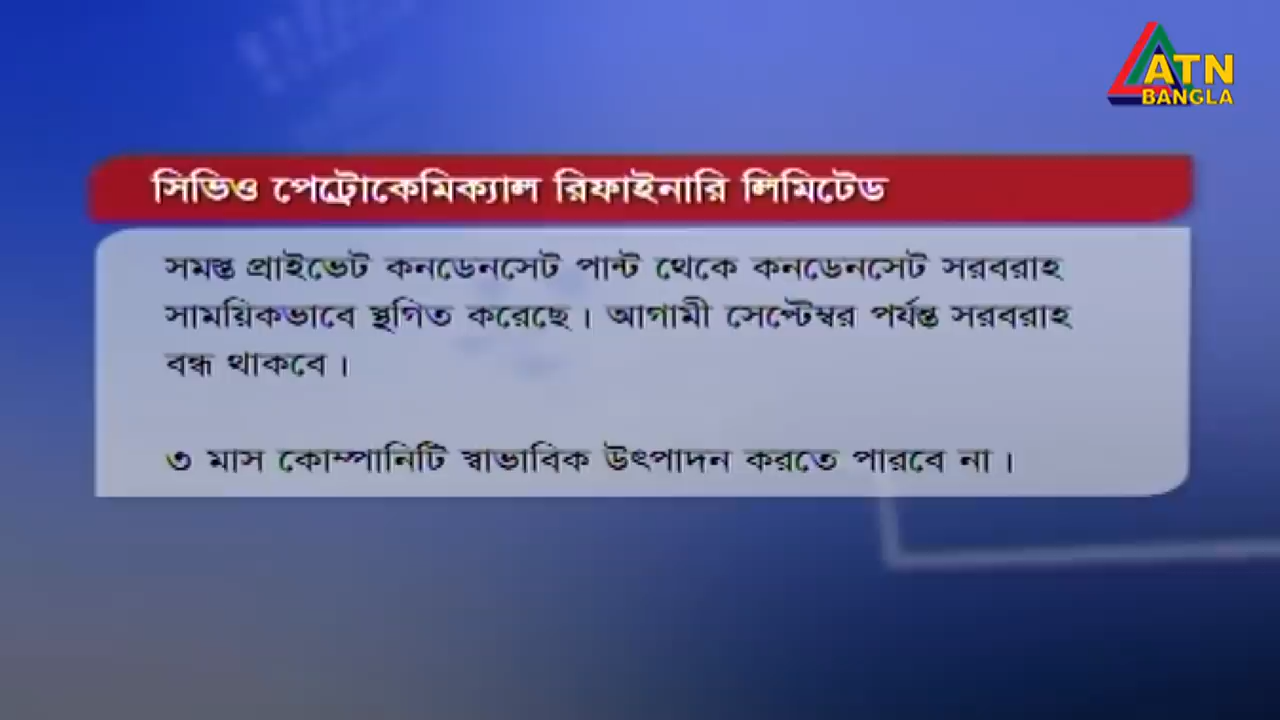 ATN
BANGLA
সিভিও পেট্রোকেমিক্যাল রিফাইনারি লিমিটেড
সমস্ত প্রাইভেট কনডেনসেট পান্ট থেকে কনডেনসেট সরবরাহ
সাময়িকভাবে স্থগিত করেছে। আগামী সেপ্টেম্বর পর্যন্ত সরবরাহ
বন্ধ থাকবে।
৩ মাস কোম্পানিটি স্বাভাবিক উৎপাদন করতে পারবে না।